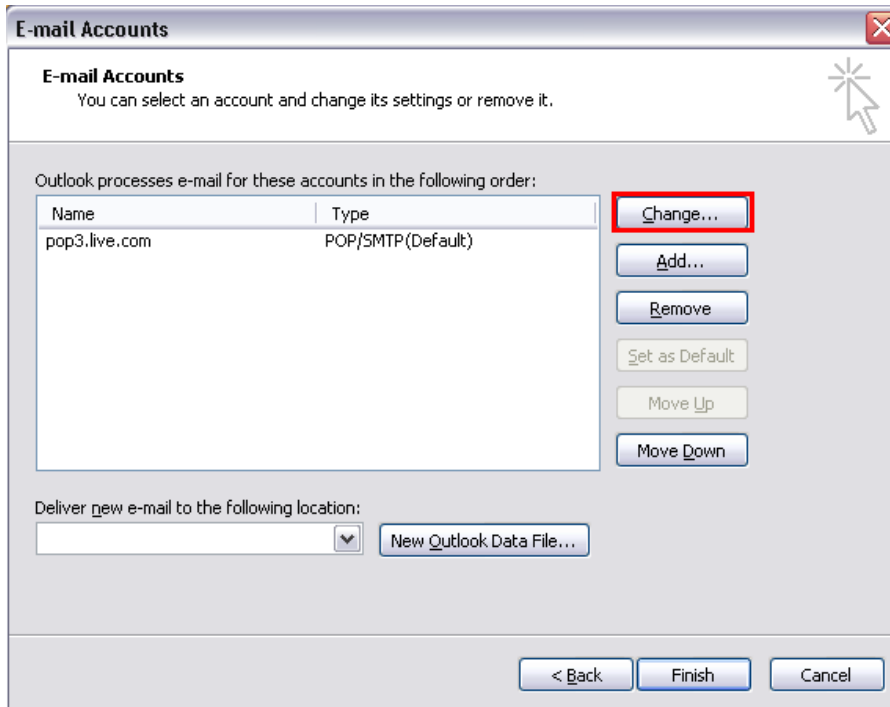 E-mail Accounts
E-mail Accounts
You can select an account and change its settings or remove it.
Outlook processes e-mail for these accounts in the following order:
Name Type
pop3.live.com POP/SMTP(Default)
Change...
Add...
Remove
Set as Default
Move Up
Move Down
Deliver new e-mail to the following location:
New Outlook Data File...
< Back Finish Cancel